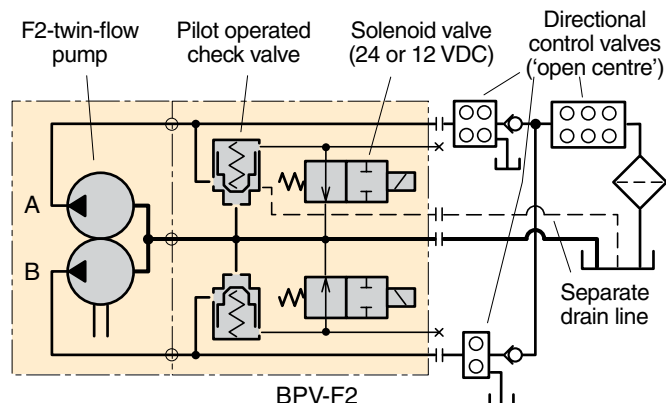 F2-twin-flow
pump
Pilot operated
check valve
Solenoid valve
(24 or 12 VDC)
Directional
control valves
(‘open centre’)
A
B
Separate
drain line
BPV-F2